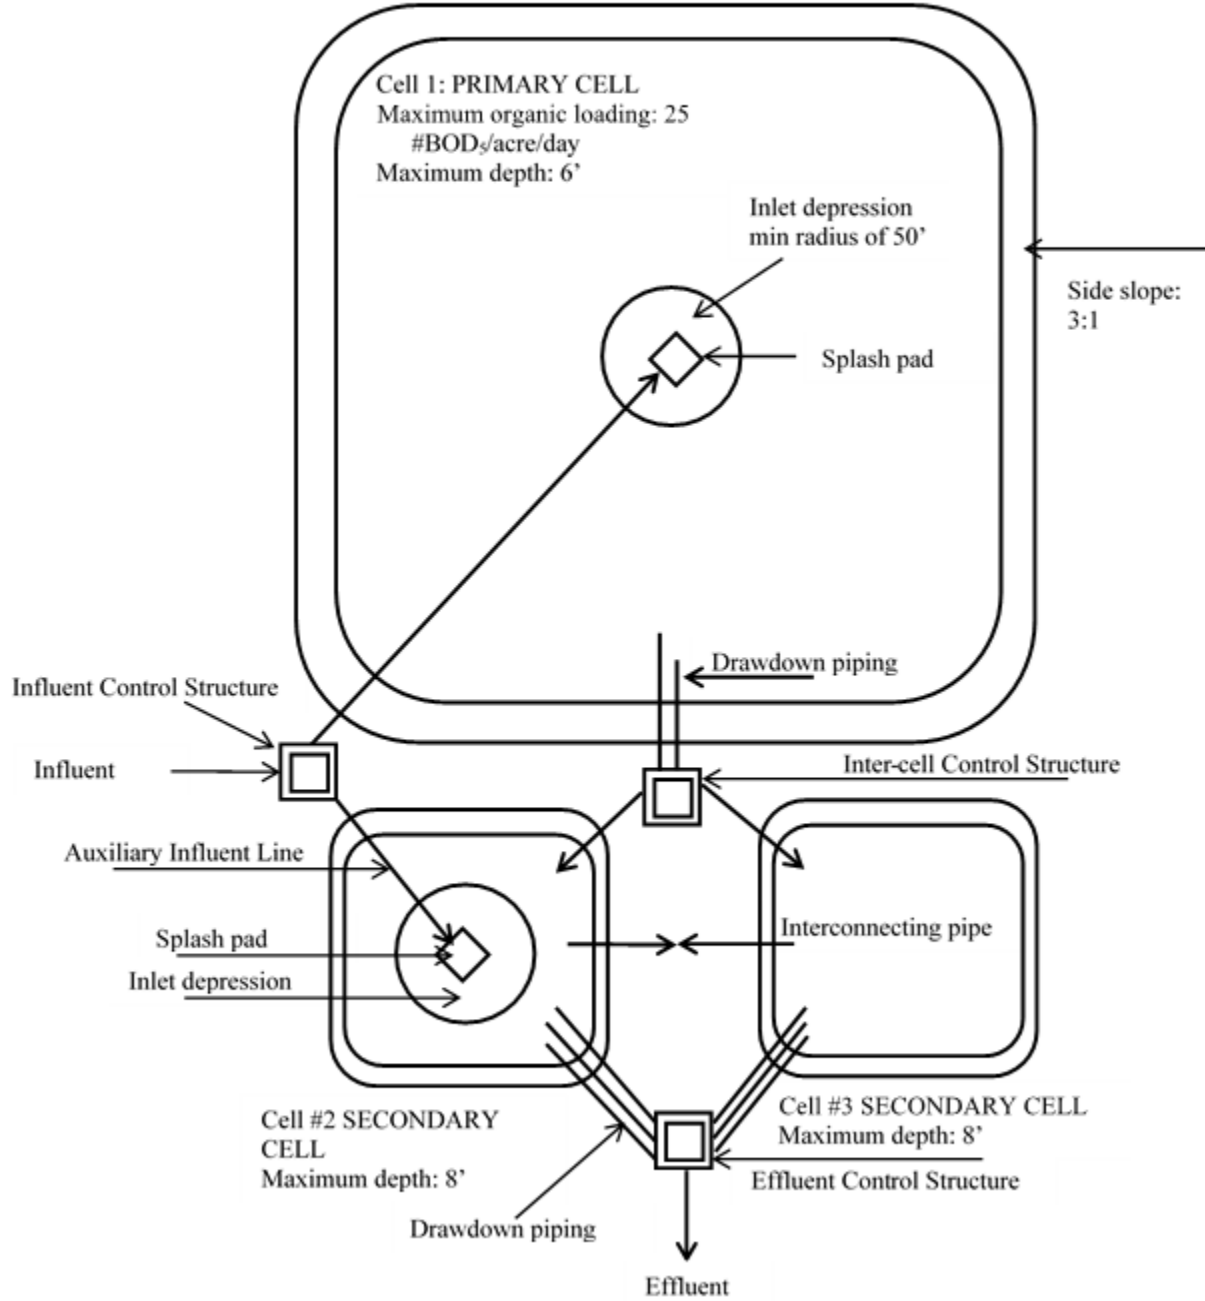 Cell 1: PRIMARY CELL
Maximum organic loading: 25
#BOD₅/acre/day
Maximum depth: 6’
Inlet depression
min radius of 50’
Side slope:
3:1
Splash pad
Drawdown piping
Influent Control Structure
Influent
Inter-cell Control Structure
Auxiliary Influent Line
Splash pad
Inlet depression
Interconnecting pipe
Cell #2 SECONDARY
CELL
Maximum depth: 8’
Cell #3 SECONDARY CELL
Maximum depth: 8’
Effluent Control Structure
Drawdown piping
Effluent